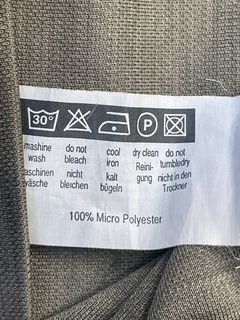 30° P
mashine do not cool dry clean do not
wash bleach iron Reini- tumbledry
aschinen nicht kalt gung nicht in den
väsche bleichen bügeln Trockner
100% Micro Polyester